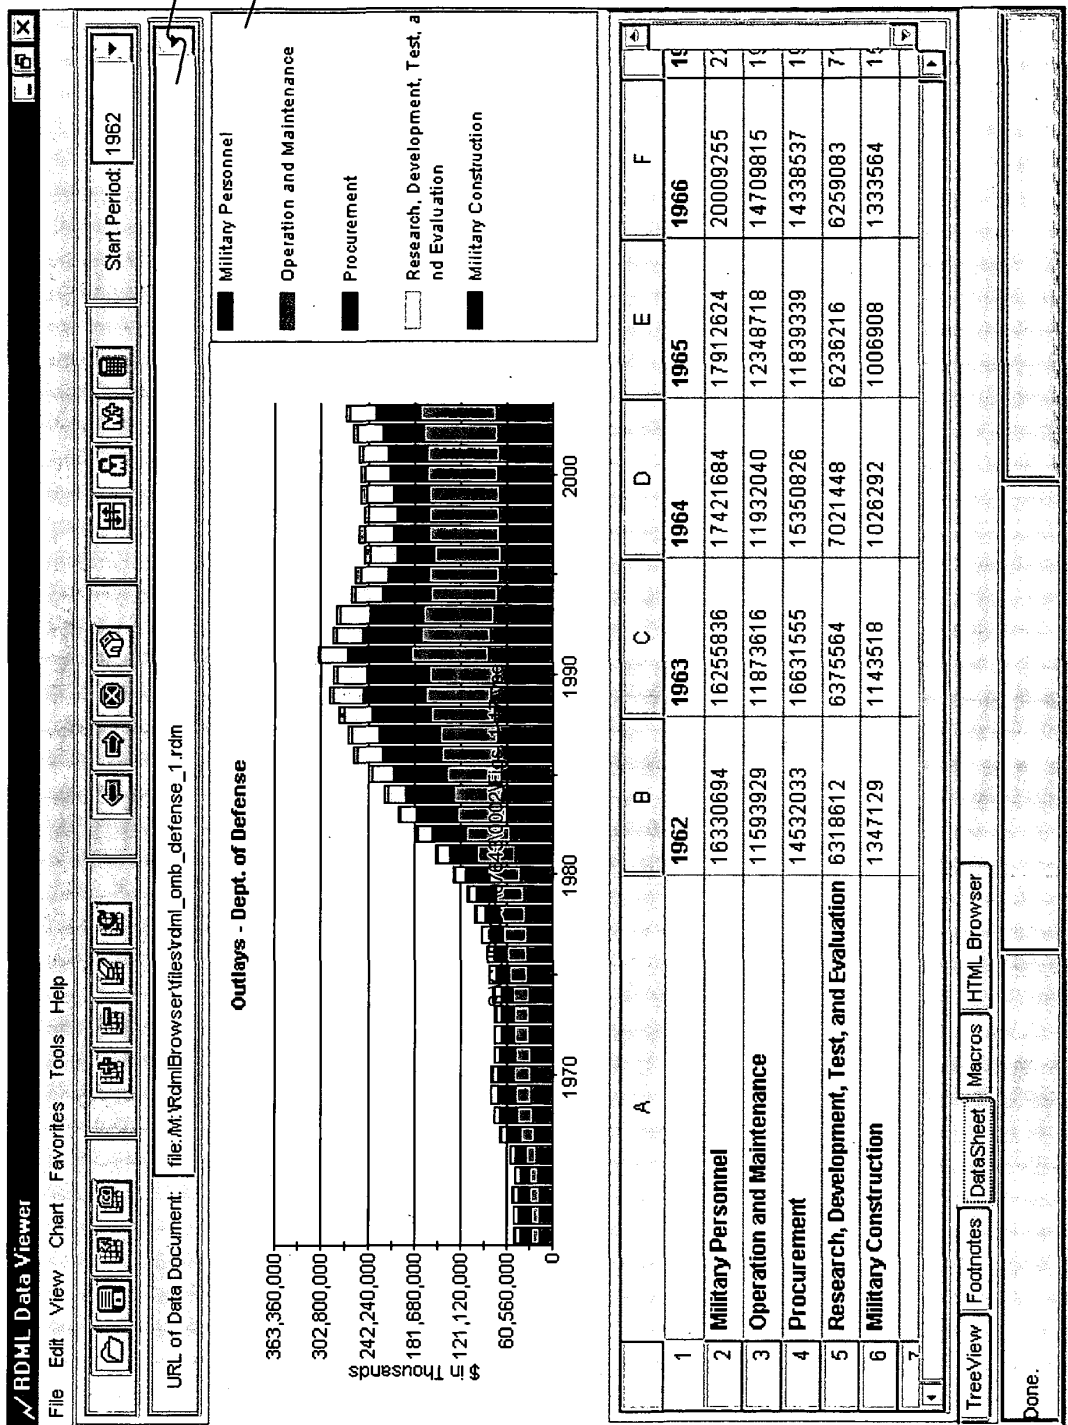 RDML Data Viewer
File Edit View Chart Favorites Tools Help
Start Period: 1962
URL of Data Document: file:/M:\RdmlBrowser\files\rdml_omb_defense_1.rdm
Outlays - Dept. of Defense
$ in Thousands
363,360,000
302,800,000
242,240,000
181,680,000
121,120,000
60,560,000
0
1970 1980 1990 2000
Military Personnel
Operation and Maintenance
Procurement
Research, Development, Test, a
nd Evaluation
Military Construction
A B C D E F
1 1962 1963 1964 1965 1966 19
2 Military Personnel 16330694 16255836 17421684 17912624 20009255 22
3 Operation and Maintenance 11593929 11873616 11932040 12348718 14709815 19
4 Procurement 14532033 16631555 15350826 11839339 14338537 19
5 Research, Development, Test, and Evaluation 6318612 6375564 7021448 6236216 6259083 7
6 Military Construction 1347129 1143518 1026292 1006908 1333564 15
7
TreeView Footnotes DataSheet Macros HTML Browser
Done.